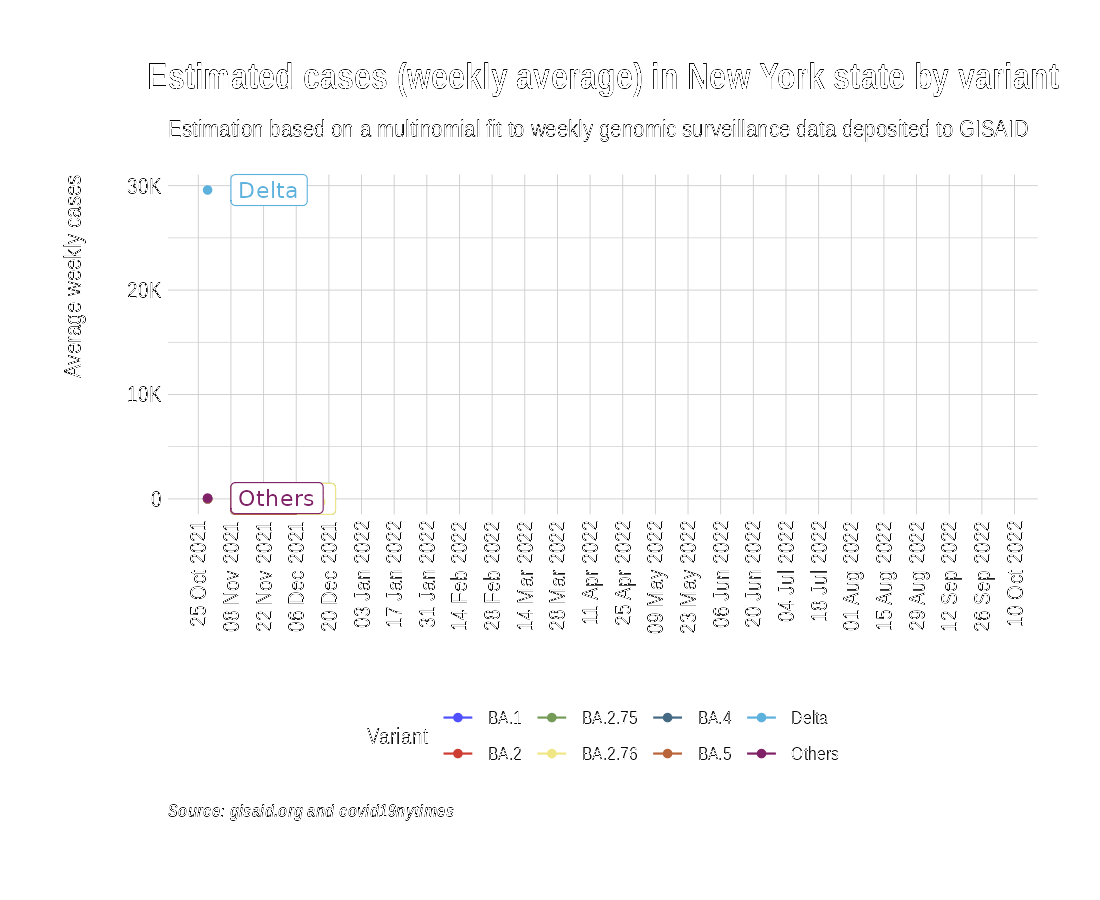 Estimated cases (weekly average) in New York state by variant
Estimation based on a multinomial fit to weekly genomic surveillance data deposited to GISAID
Average weekly cases
30K
20K
10K
0
Delta
Others
25 Oct 2021
08 Nov 2021
22 Nov 2021
06 Dec 2021
20 Dec 2021
03 Jan 2022
17 Jan 2022
31 Jan 2022
14 Feb 2022
28 Feb 2022
14 Mar 2022
28 Mar 2022
11 Apr 2022
25 Apr 2022
09 May 2022
23 May 2022
06 Jun 2022
20 Jun 2022
04 Jul 2022
18 Jul 2022
01 Aug 2022
15 Aug 2022
29 Aug 2022
12 Sep 2022
26 Sep 2022
10 Oct 2022
Variant
BA.1 BA.2.75 BA.4 Delta
BA.2 BA.2.76 BA.5 Others
Source: gisaid.org and covid19nytimes